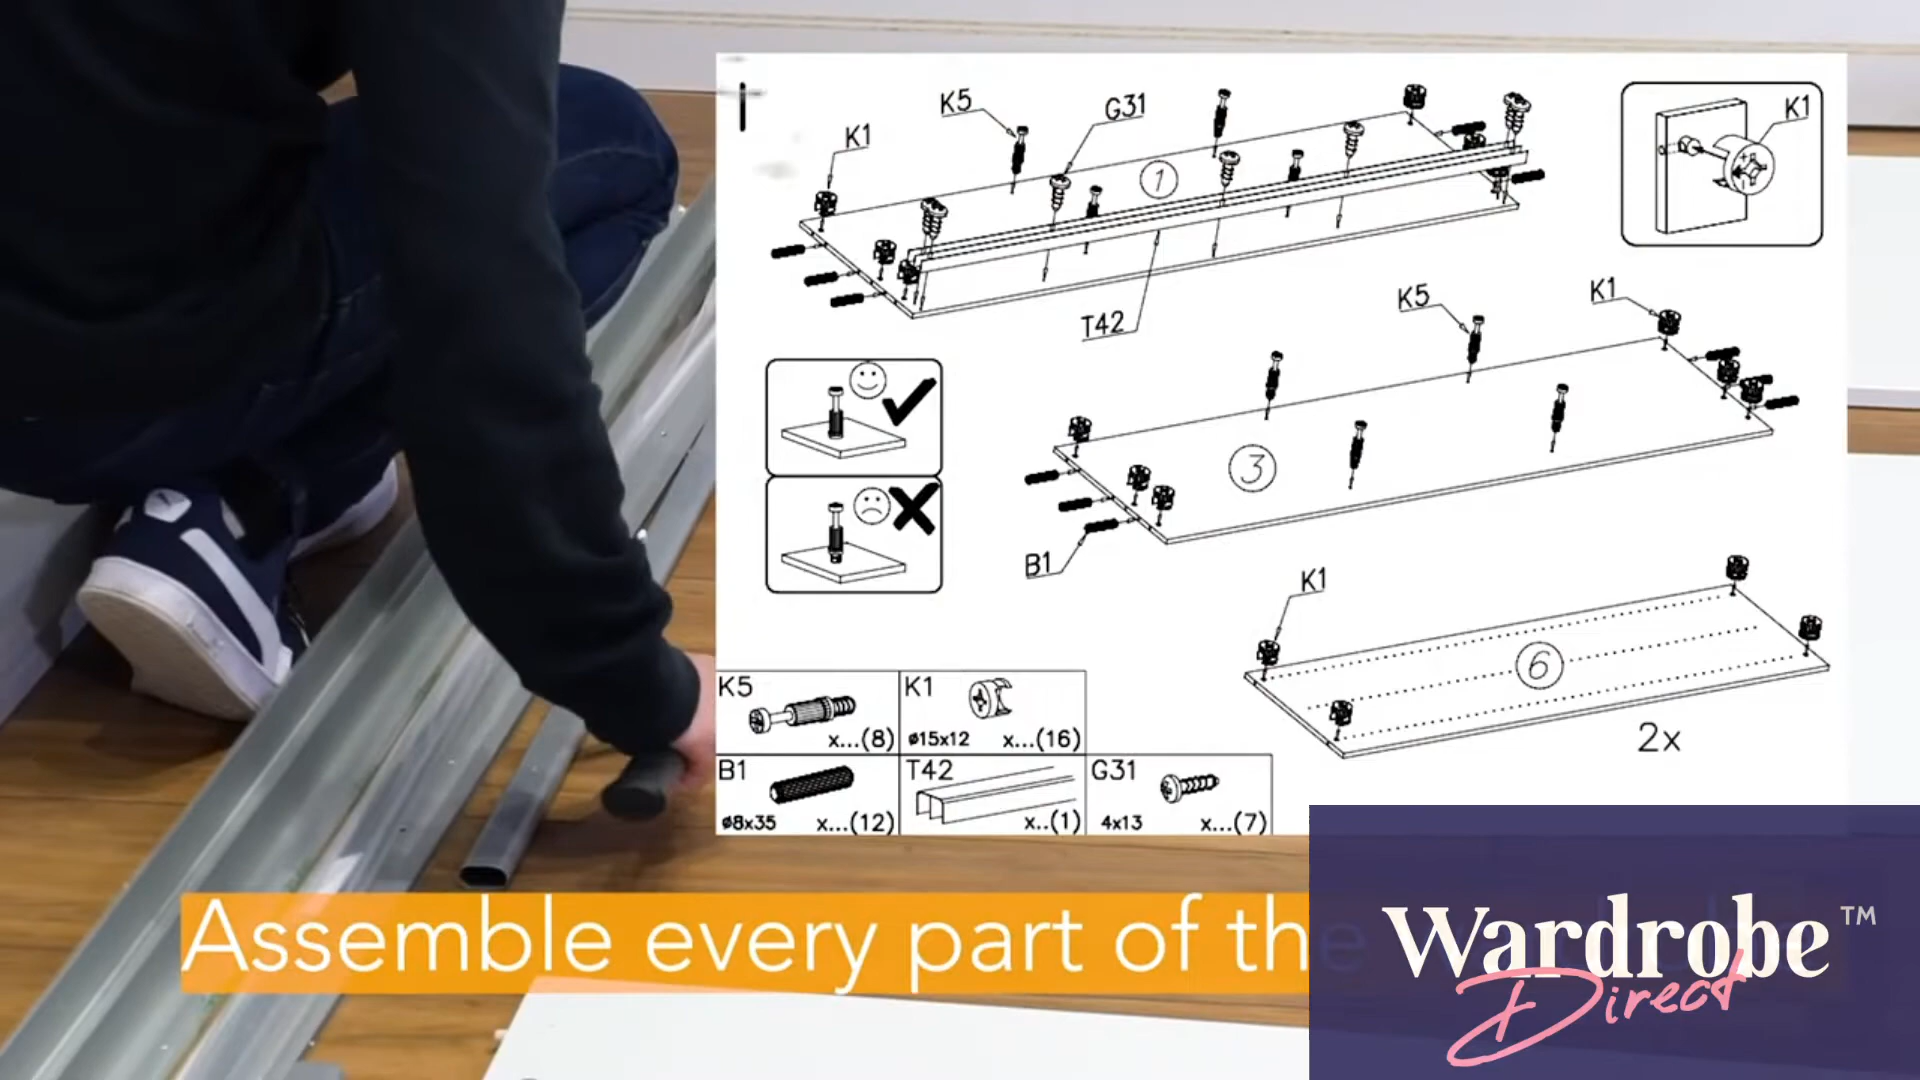 I
K5
G31
K1
1
K1
T42
K5
K1
3
B1
K1
6
2x
K5
x...(8)
K1
ø15x12 x...(16)
B1
ø8x35 x...(12)
T42
x..(1)
G31
4x13 x...(7)
Assemble every part of the
Wardrobe™
Direct